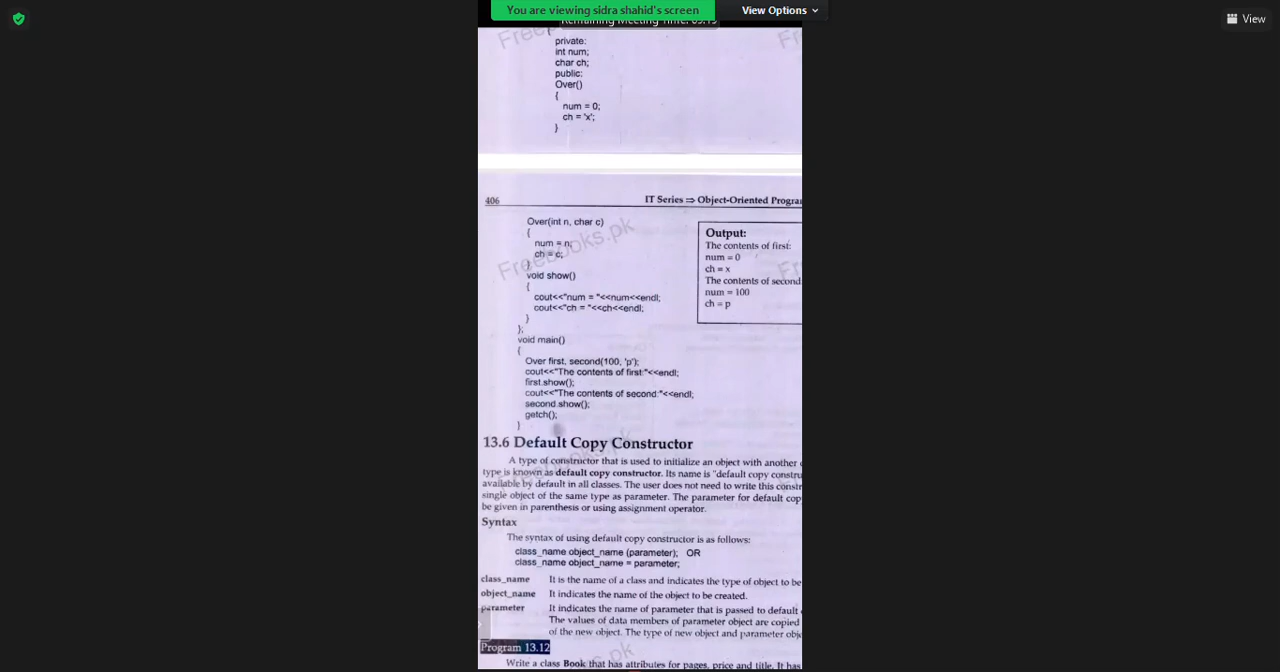 You are viewing sidra shahid's screen
View Options
View
Remaining Meeting Time: 05:15
private:
int num;
char ch;
public:
Over()
{
num = 0;
ch = 'x';
}
406
IT Series ⇒ Object-Oriented Progra
Over(int n, char c)
{
num = n;
ch = c;
}
void show()
{
cout<<"num = "<<num<<endl;
cout<<"ch = "<<ch<<endl;
}
};
void main()
{
Over first, second(100, 'p');
cout<<"The contents of first:"<<endl;
first.show();
cout<<"The contents of second:"<<endl;
second.show();
getch();
}
Output:
The contents of first:
num = 0
ch = x
The contents of second
num = 100
ch = p
13.6 Default Copy Constructor
A type of constructor that is used to initialize an object with another
type is known as default copy constructor. Its name is "default copy constru
available by default in all classes. The user does not need to write this constr
single object of the same type as parameter. The parameter for default cop
be given in parenthesis or using assignment operator.
Syntax
The syntax of using default copy constructor is as follows:
class_name object_name (parameter); OR
class_name object_name = parameter;
class_name It is the name of a class and indicates the type of object to be
object_name It indicates the name of the object to be created.
parameter It indicates the name of parameter that is passed to default
The values of data members of parameter object are copied
of the new object. The type of new object and parameter obje
Program 13.12
Write a class Book that has attributes for pages, price and title. It has
Freebooks.pk